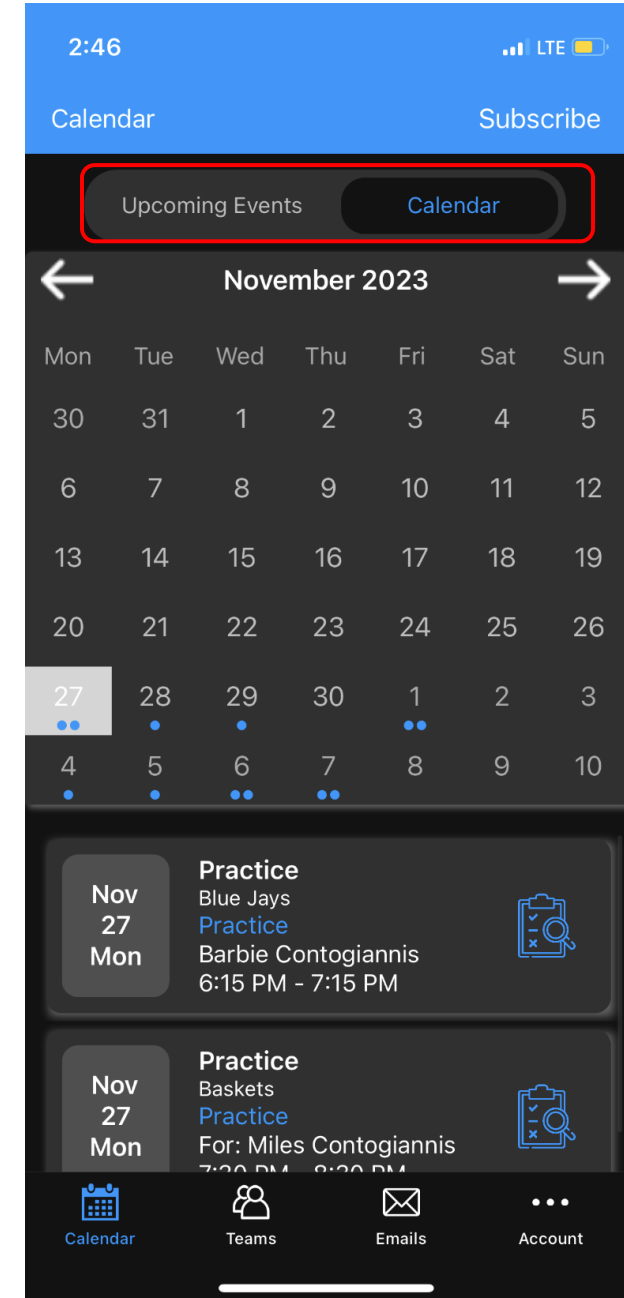 2:46 LTE
Calendar Subscribe
Upcoming Events Calendar
November 2023
Mon Tue Wed Thu Fri Sat Sun
30 31 1 2 3 4 5
6 7 8 9 10 11 12
13 14 15 16 17 18 19
20 21 22 23 24 25 26
27 28 29 30 1 2 3
4 5 6 7 8 9 10
Nov
27
Mon
Practice
Blue Jays
Practice
Barbie Contogiannis
6:15 PM - 7:15 PM
Nov
27
Mon
Practice
Baskets
Practice
For: Miles Contogiannis
Calendar Teams Emails Account